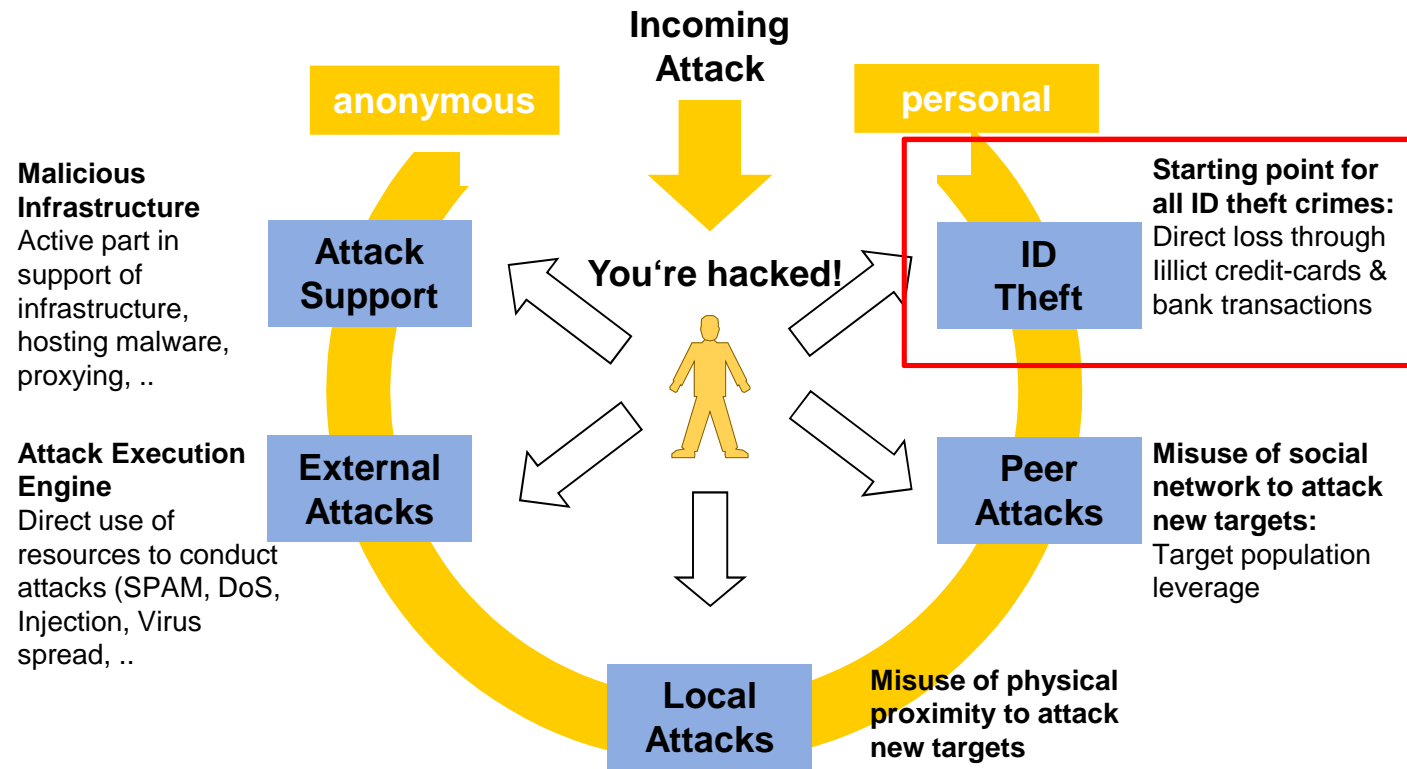 Incoming
Attack
anonymous
personal
Malicious
Infrastructure
Active part in
support of
infrastructure,
hosting malware,
proxying, ..
Attack
Support
You‘re hacked!
ID
Theft
Starting point for
all ID theft crimes:
Direct loss through
Iillict credit-cards &
bank transactions
Attack Execution
Engine
Direct use of
resources to conduct
attacks (SPAM, DoS,
Injection, Virus
spread, ..
External
Attacks
Peer
Attacks
Misuse of social
network to attack
new targets:
Target population
leverage
Local
Attacks
Misuse of physical
proximity to attack
new targets